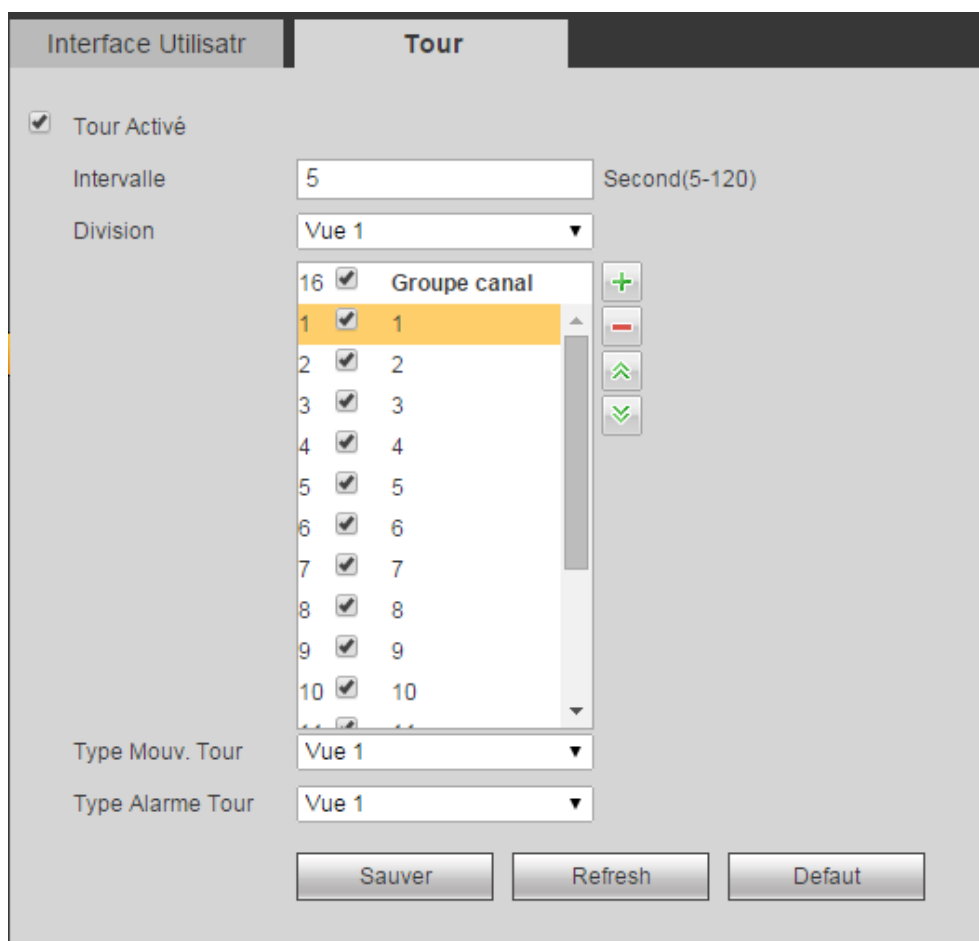 Interface Utilisatr Tour
Tour Activé
Intervalle 5 Second(5-120)
Division Vue 1
16 Groupe canal
1 1
2 2
3 3
4 4
5 5
6 6
7 7
8 8
9 9
10 10
Type Mouv. Tour Vue 1
Type Alarme Tour Vue 1
Sauver Refresh Defaut